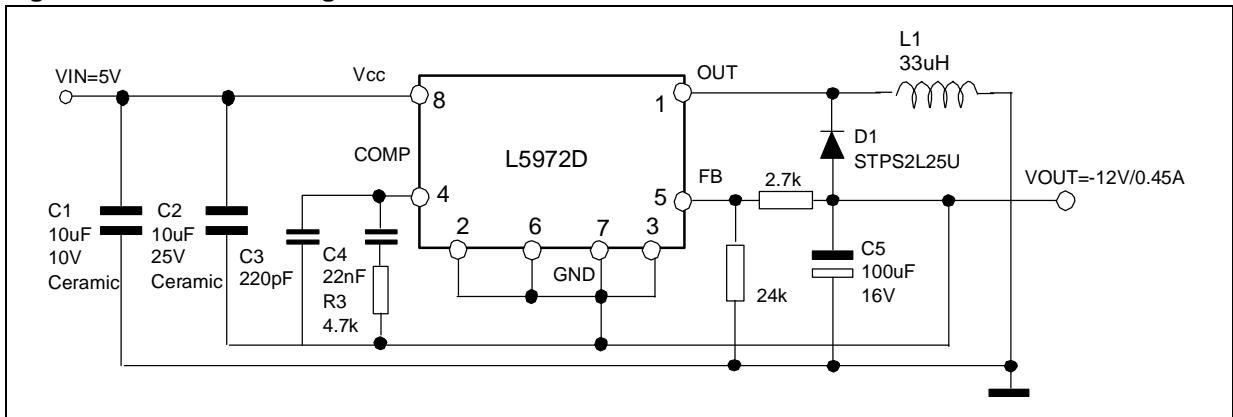 L1
33uH
VIN=5V
Vcc
OUT
8
1
D1
STPS2L25U
COMP
L5972D
FB
2.7k
VOUT=-12V/0.45A
4
5
C1
10uF
10V
Ceramic
C2
10uF
25V
Ceramic
C3
220pF
C4
22nF
R3
4.7k
2
6
7
3
GND
24k
C5
100uF
16V